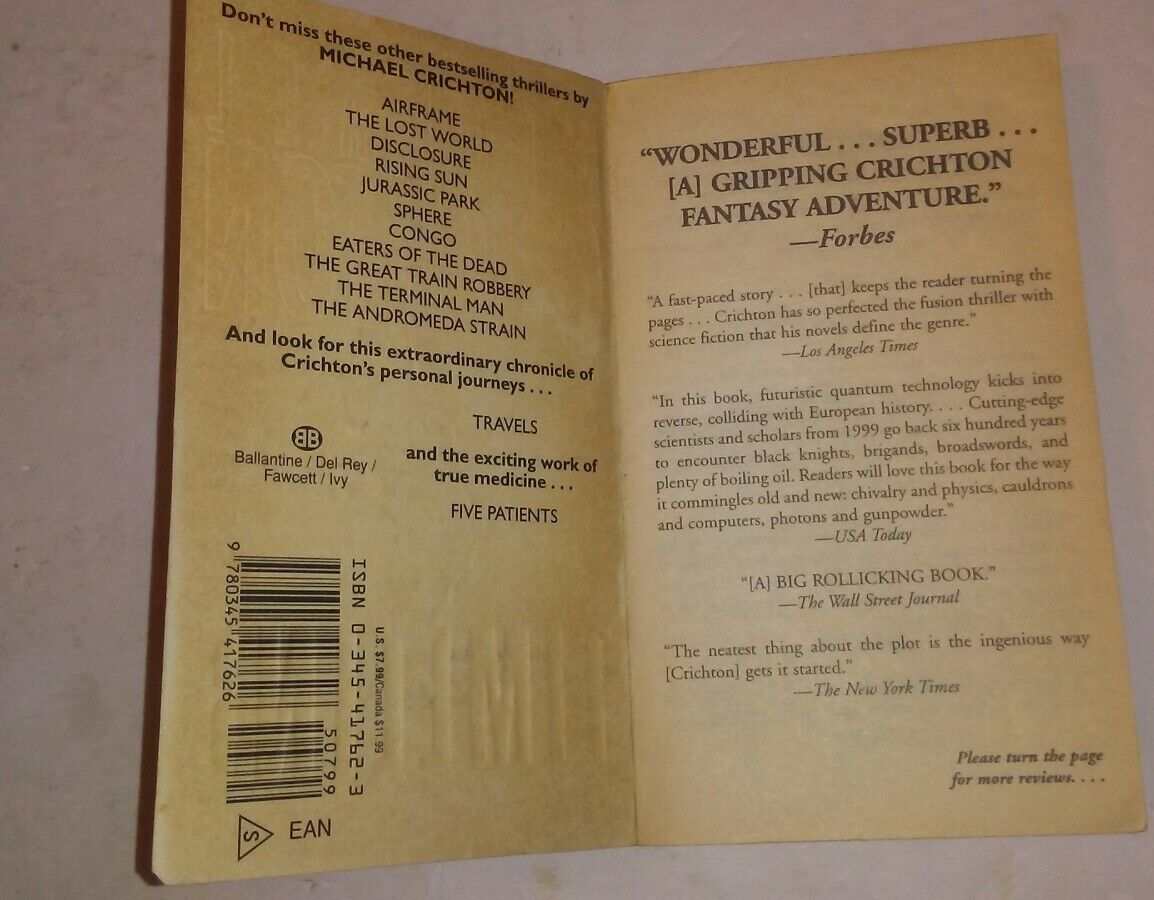 Don't miss these other bestselling thrillers by
MICHAEL CRICHTON!
AIRFRAME
THE LOST WORLD
DISCLOSURE
RISING SUN
JURASSIC PARK
SPHERE
CONGO
EATERS OF THE DEAD
THE GREAT TRAIN ROBBERY
THE TERMINAL MAN
THE ANDROMEDA STRAIN
And look for this extraordinary chronicle of
Crichton's personal journeys . . .
TRAVELS
and the exciting work of
true medicine . . .
FIVE PATIENTS
BB
Ballantine / Del Rey /
Fawcett / Ivy
9 780345 417626
50799
ISBN 0-345-41762-3
U.S. $7.99/Canada $11.99
S
EAN
"WONDERFUL . . . SUPERB . . .
[A] GRIPPING CRICHTON
FANTASY ADVENTURE."
—Forbes
"A fast-paced story . . . [that] keeps the reader turning the
pages . . . Crichton has so perfected the fusion thriller with
science fiction that his novels define the genre."
—Los Angeles Times
"In this book, futuristic quantum technology kicks into
reverse, colliding with European history. . . . Cutting-edge
scientists and scholars from 1999 go back six hundred years
to encounter black knights, brigands, broadswords, and
plenty of boiling oil. Readers will love this book for the way
it commingles old and new: chivalry and physics, cauldrons
and computers, photons and gunpowder."
—USA Today
"[A] BIG ROLLICKING BOOK."
—The Wall Street Journal
"The neatest thing about the plot is the ingenious way
[Crichton] gets it started."
—The New York Times
Please turn the page
for more reviews. . . .